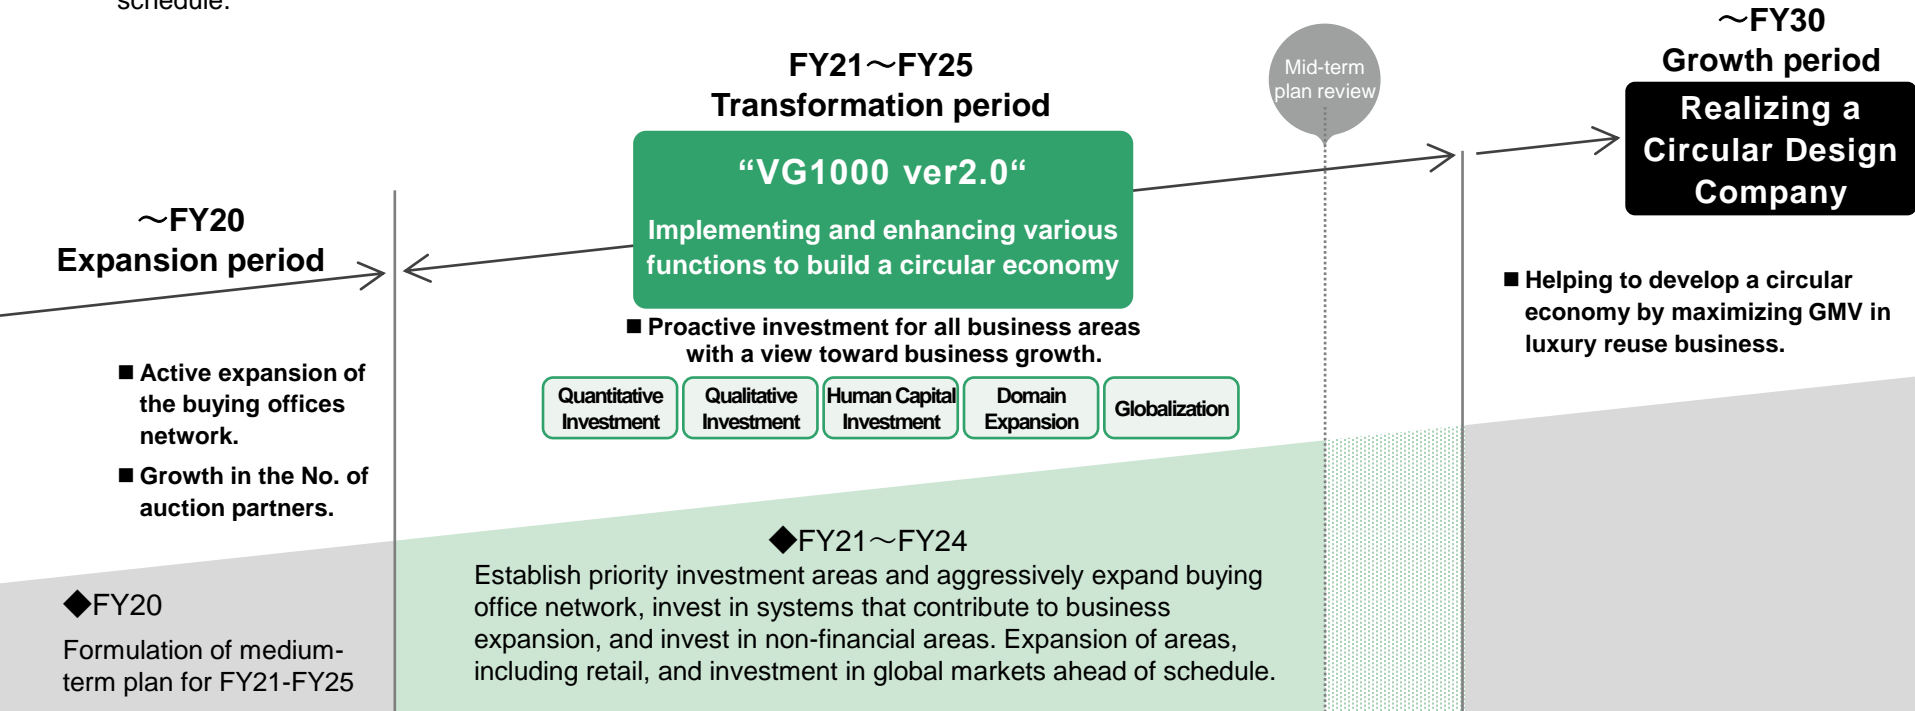 schedule.
～FY20
Expansion period
■ Active expansion of
the buying offices
network.
■ Growth in the No. of
auction partners.
◆FY20
Formulation of medium-
term plan for FY21-FY25
FY21～FY25
Transformation period
“VG1000 ver2.0“
Implementing and enhancing various
functions to build a circular economy
■ Proactive investment for all business areas
with a view toward business growth.
Quantitative
Investment
Qualitative
Investment
Human Capital
Investment
Domain
Expansion
Globalization
◆FY21～FY24
Establish priority investment areas and aggressively expand buying
office network, invest in systems that contribute to business
expansion, and invest in non-financial areas. Expansion of areas,
including retail, and investment in global markets ahead of schedule.
Mid-term
plan review
～FY30
Growth period
Realizing a
Circular Design
Company
■ Helping to develop a circular
economy by maximizing GMV in
luxury reuse business.